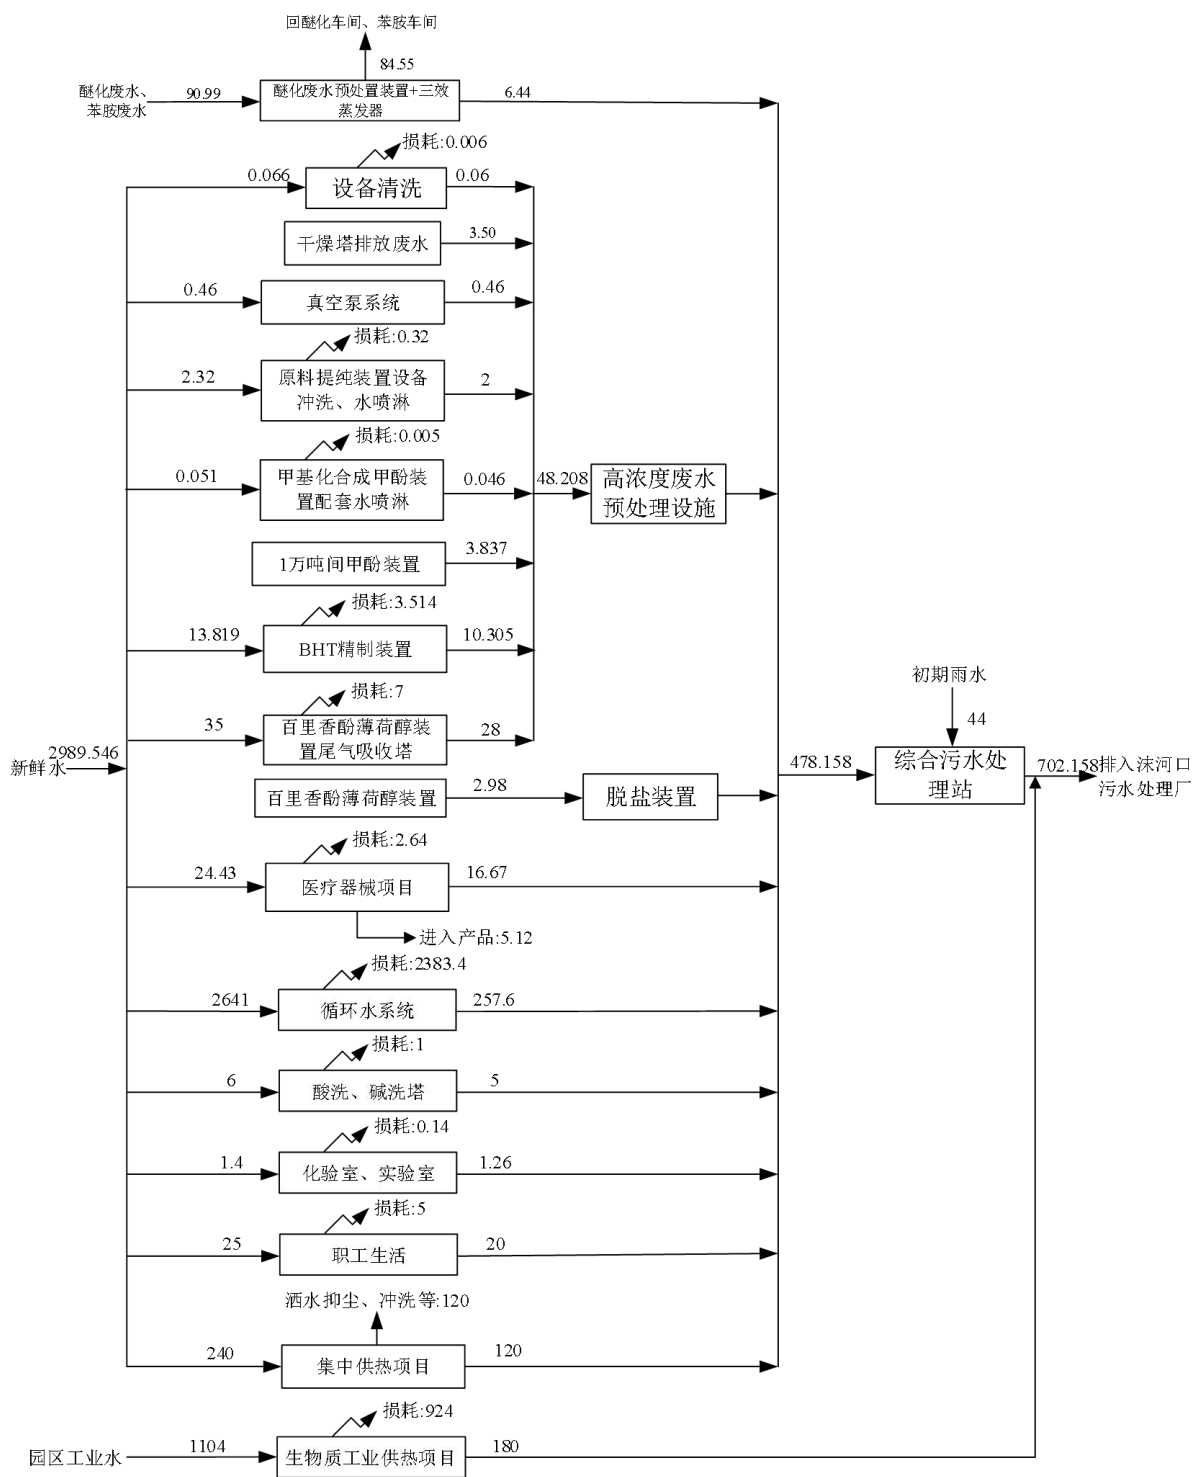 回醚化车间、苯胺车间
84.55
醚化废水、
苯胺废水
90.99
醚化废水预处置装置+三效
蒸发器
6.44
损耗:0.006
0.066
设备清洗
0.06
干燥塔排放废水
3.50
0.46
真空泵系统
0.46
损耗:0.32
2.32
原料提纯装置设备
冲洗、水喷淋
2
损耗:0.005
0.051
甲基化合成甲酚装
置配套水喷淋
0.046
48.208
高浓度废水
预处理设施
1万吨间甲酚装置
3.837
损耗:3.514
13.819
BHT精制装置
10.305
损耗:7
35
百里香酚薄荷醇装
置尾气吸收塔
28
新鲜水
2989.546
百里香酚薄荷醇装置
2.98
脱盐装置
初期雨水
44
478.158
综合污水处
理站
702.158
排入沫河口
污水处理厂
损耗:2.64
24.43
医疗器械项目
16.67
进入产品:5.12
损耗:2383.4
2641
循环水系统
257.6
损耗:1
6
酸洗、碱洗塔
5
损耗:0.14
1.4
化验室、实验室
1.26
损耗:5
25
职工生活
20
洒水抑尘、冲洗等:120
240
集中供热项目
120
损耗:924
园区工业水
1104
生物质工业供热项目
180